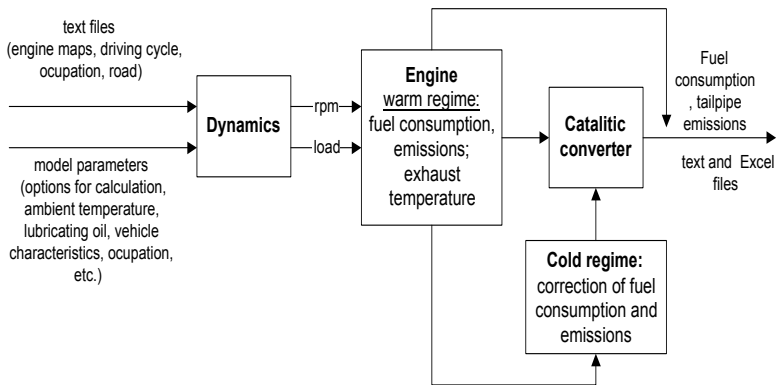 text files
(engine maps, driving cycle,
ocupation, road)
model parameters
(options for calculation,
ambient temperature,
lubricating oil, vehicle
characteristics, ocupation,
etc.)
Dynamics
rpm
load
Engine
warm regime:
fuel consumption,
emissions;
exhaust
temperature
Catalitic
converter
Cold regime:
correction of fuel
consumption and
emissions
Fuel
consumption
, tailpipe
emissions
text and Excel
files